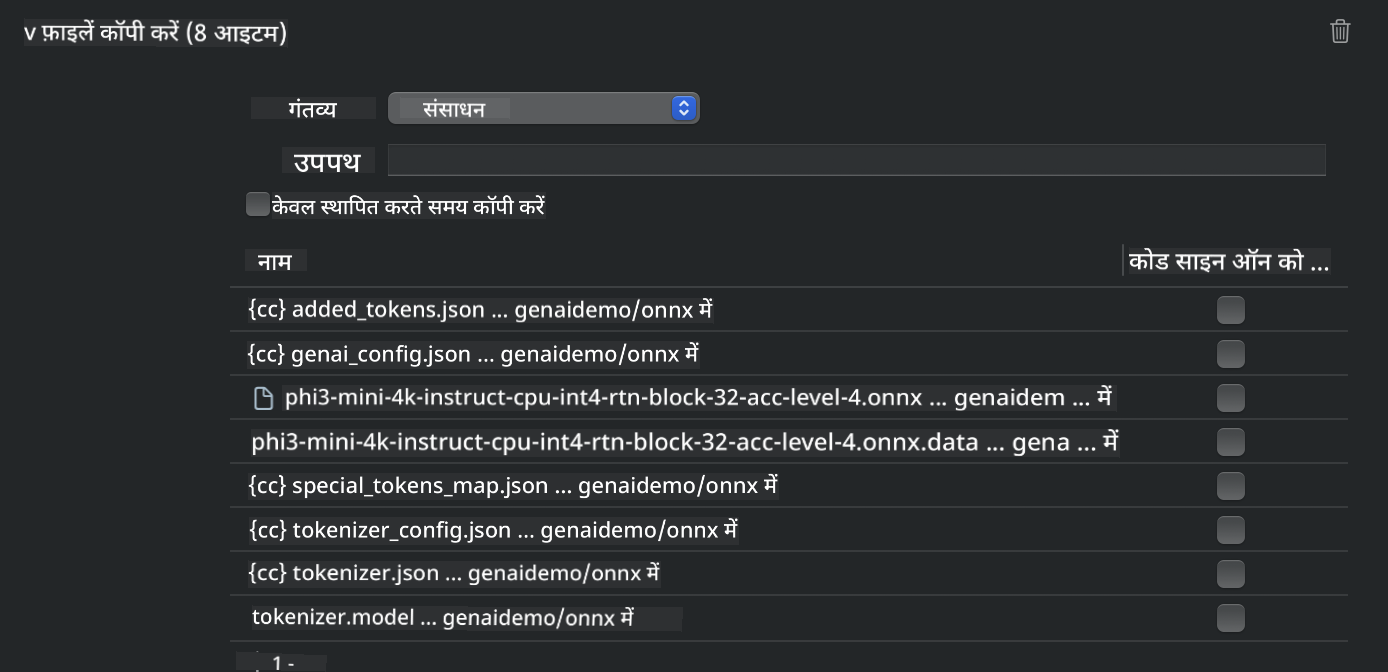 v फ़ाइलें कॉपी करें (8 आइटम)
गंतव्य संसाधन
उपपथ
केवल स्थापित करते समय कॉपी करें
नाम कोड साइन ऑन को ...
{cc} added_tokens.json ... genaidemo/onnx में
{cc} genai_config.json ... genaidemo/onnx में
phi3-mini-4k-instruct-cpu-int4-rtn-block-32-acc-level-4.onnx ... genaidem ... में
phi3-mini-4k-instruct-cpu-int4-rtn-block-32-acc-level-4.onnx.data ... gena ... में
{cc} special_tokens_map.json ... genaidemo/onnx में
{cc} tokenizer_config.json ... genaidemo/onnx में
{cc} tokenizer.json ... genaidemo/onnx में
tokenizer.model ... genaidemo/onnx में
1 -